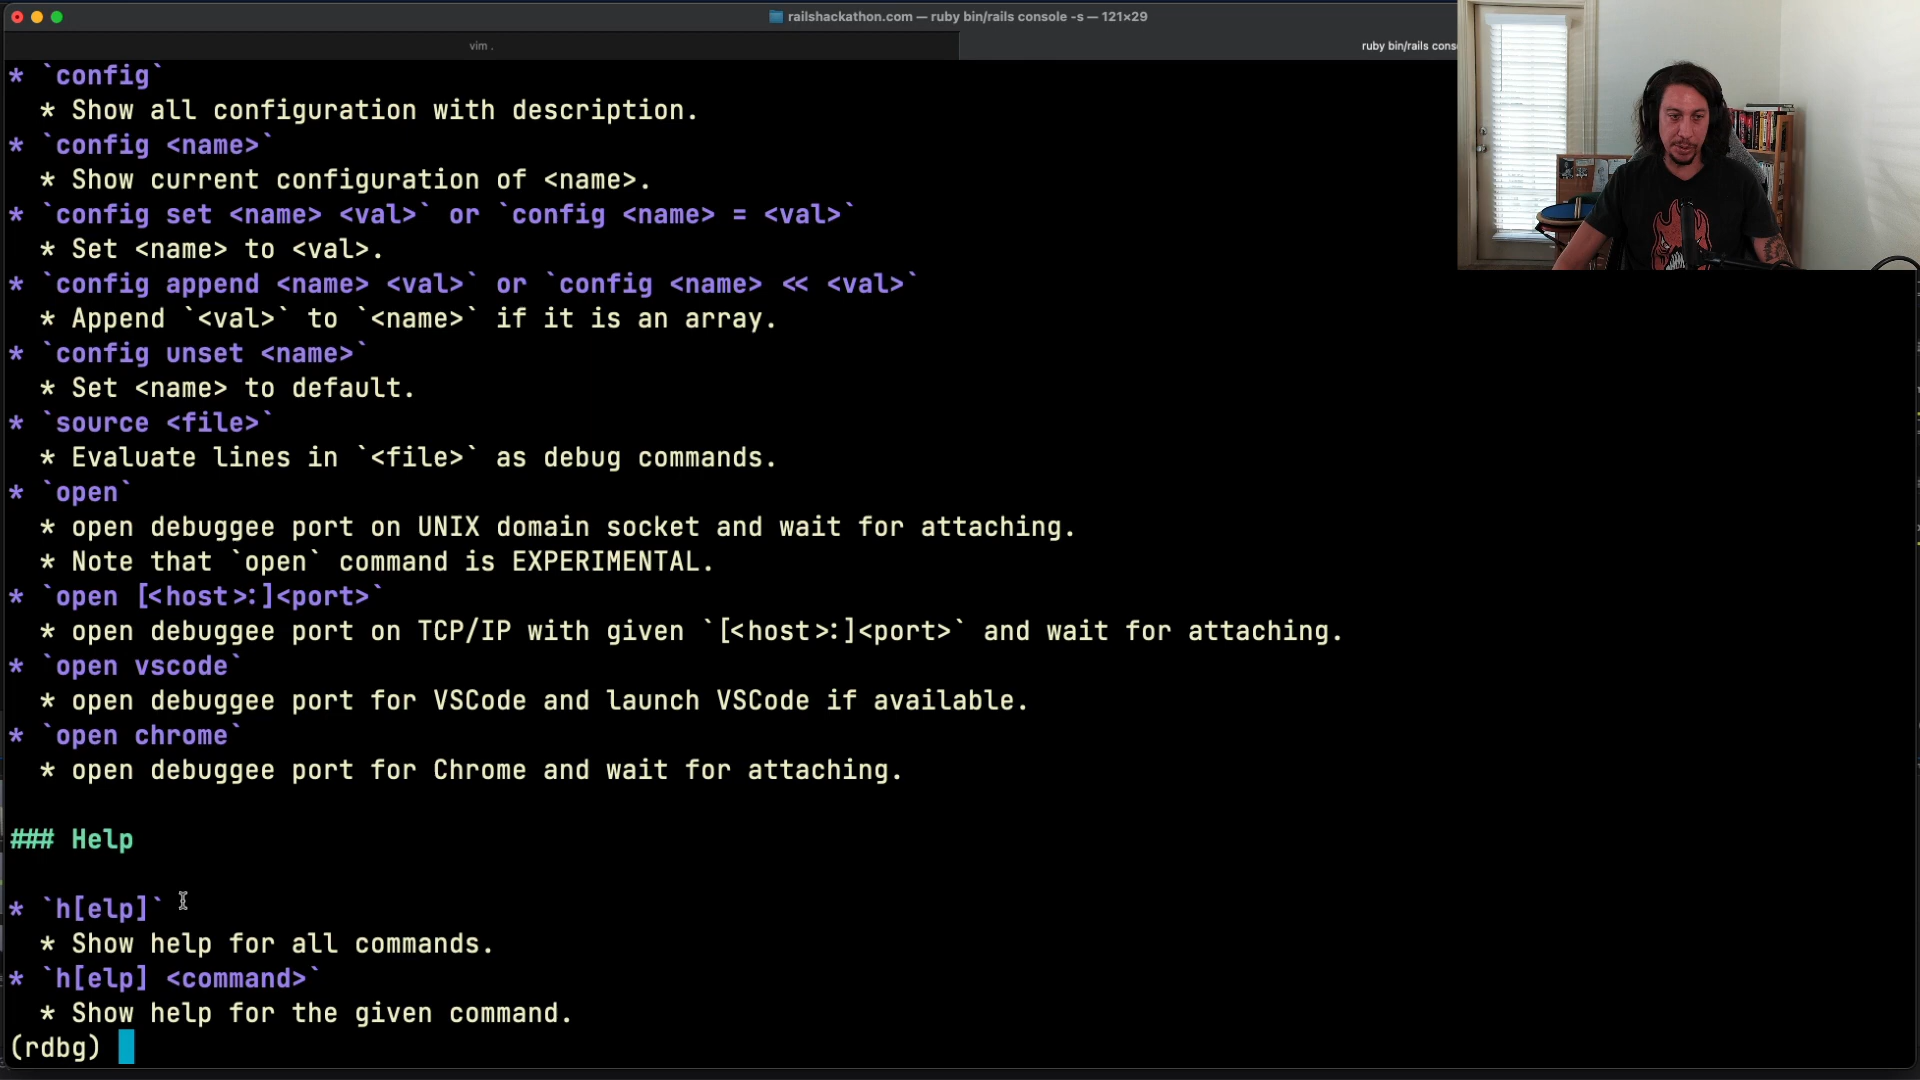 railshackathon.com — ruby bin/rails console -s — 121×29
vim .
ruby bin/rails cons
* `config`
* Show all configuration with description.
* `config <name>`
* Show current configuration of <name>.
* `config set <name> <val>` or `config <name> = <val>`
* Set <name> to <val>.
* `config append <name> <val>` or `config <name> << <val>`
* Append `<val>` to `<name>` if it is an array.
* `config unset <name>`
* Set <name> to default.
* `source <file>`
* Evaluate lines in `<file>` as debug commands.
* `open`
* open debuggee port on UNIX domain socket and wait for attaching.
* Note that `open` command is EXPERIMENTAL.
* `open [<host>:]<port>`
* open debuggee port on TCP/IP with given `[<host>:]<port>` and wait for attaching.
* `open vscode`
* open debuggee port for VSCode and launch VSCode if available.
* `open chrome`
* open debuggee port for Chrome and wait for attaching.
### Help
* `h[elp]`
* Show help for all commands.
* `h[elp] <command>`
* Show help for the given command.
(rdbg)